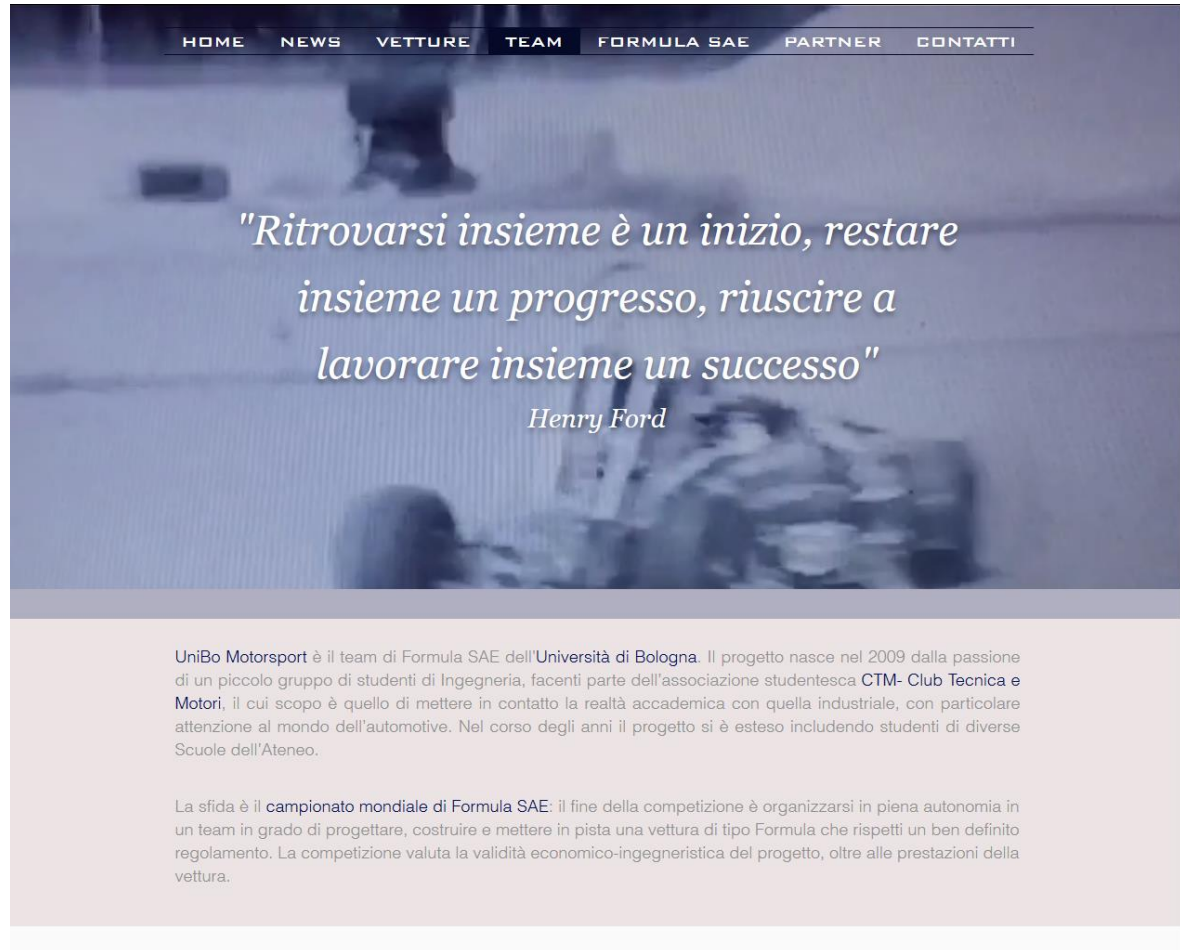 HOME NEWS VETTURE TEAM FORMULA SAE PARTNER CONTATTI
"Ritrovarsi insieme è un inizio, restare
insieme un progresso, riuscire a
lavorare insieme un successo"
Henry Ford
UniBo Motorsport è il team di Formula SAE dell'Università di Bologna. Il progetto nasce nel 2009 dalla passione
di un piccolo gruppo di studenti di Ingegneria, facenti parte dell'associazione studentesca CTM- Club Tecnica e
Motori, il cui scopo è quello di mettere in contatto la realtà accademica con quella industriale, con particolare
attenzione al mondo dell'automotive. Nel corso degli anni il progetto si è esteso includendo studenti di diverse
Scuole dell'Ateneo.
La sfida è il campionato mondiale di Formula SAE: il fine della competizione è organizzarsi in piena autonomia in
un team in grado di progettare, costruire e mettere in pista una vettura di tipo Formula che rispetti un ben definito
regolamento. La competizione valuta la validità economico-ingegneristica del progetto, oltre alle prestazioni della
vettura.